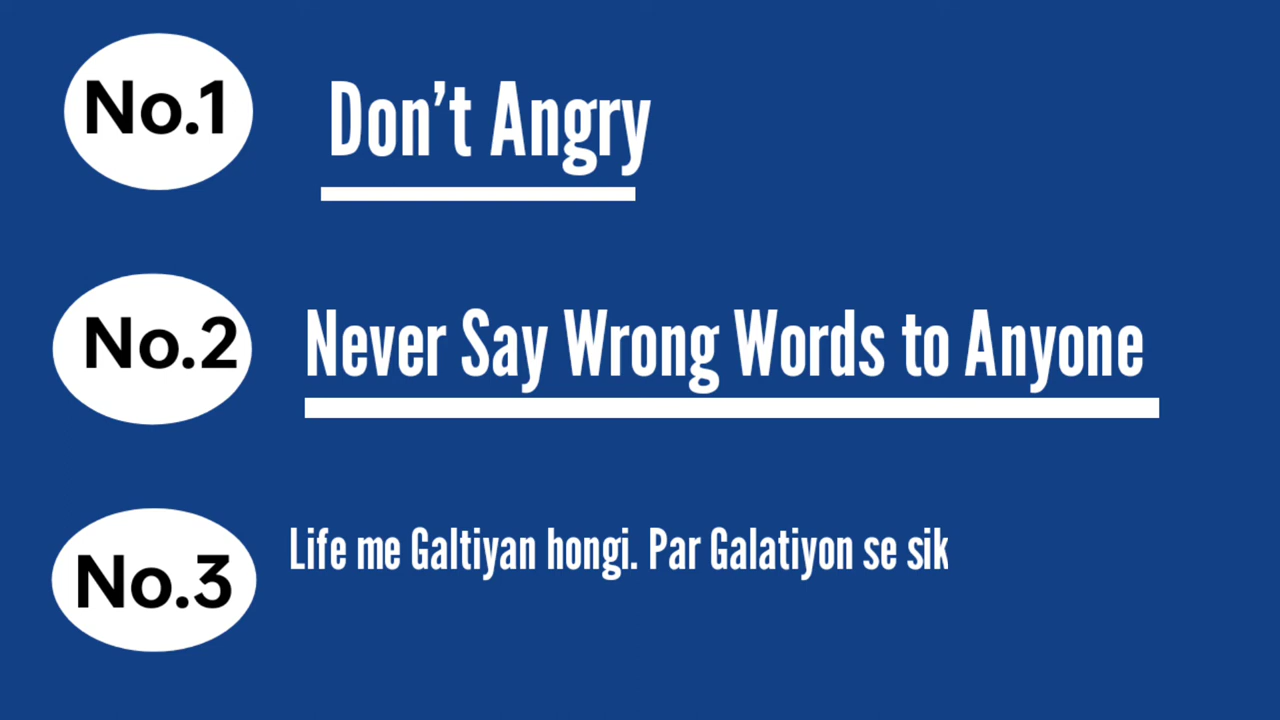 No.1
Don't Angry
No.2
Never Say Wrong Words to Anyone
No.3
Life me Galtiyan hongi. Par Galatiyon se sik